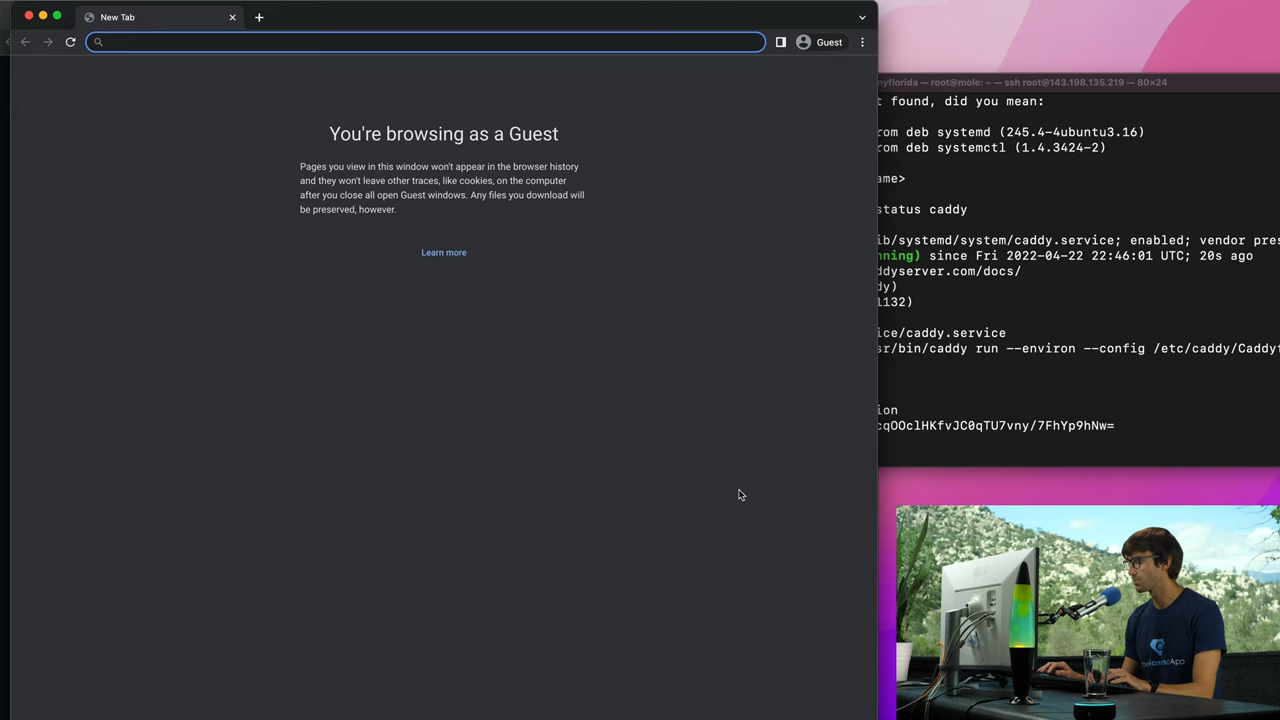 New Tab
Guest
You're browsing as a Guest
Pages you view in this window won't appear in the browser history
and they won't leave other traces, like cookies, on the computer
after you close all open Guest windows. Any files you download will
be preserved, however.
Learn more
nyflorida — root@mole: ~ — ssh root@143.198.135.219 — 80×24
t found, did you mean:
rom deb systemd (245.4-4ubuntu3.16)
rom deb systemctl (1.4.3424-2)
ame>
status caddy
ib/systemd/system/caddy.service; enabled; vendor pres
nning) since Fri 2022-04-22 22:46:01 UTC; 20s ago
ddyserver.com/docs/
dy)
1132)
ice/caddy.service
sr/bin/caddy run --environ --config /etc/caddy/Caddyf
ion
cqOOclHKfvJC0qTU7vny/7FhYp9hNw=